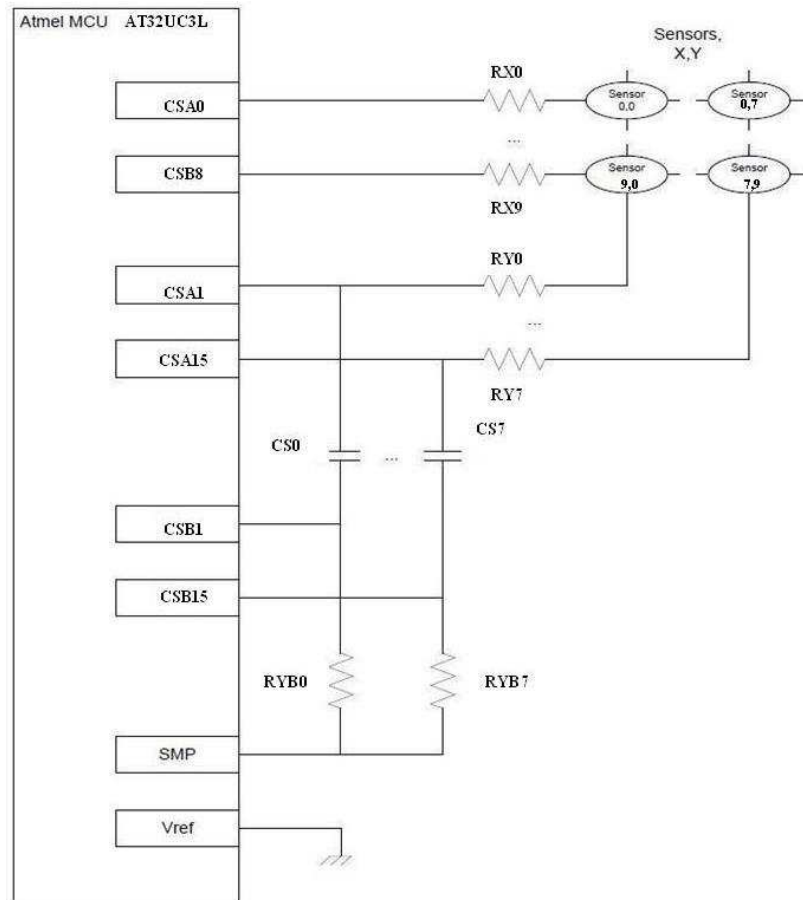 Atmel MCU AT32UC3L
Sensors,
X,Y
RX0
CSA0
Sensor
0,0
Sensor
0,7
...
CSB8
Sensor
9,0
Sensor
7,9
RX9
RY0
CSA1
...
CSA15
RY7
CS7
CS0
...
CSB1
CSB15
RYB0
RYB7
SMP
Vref